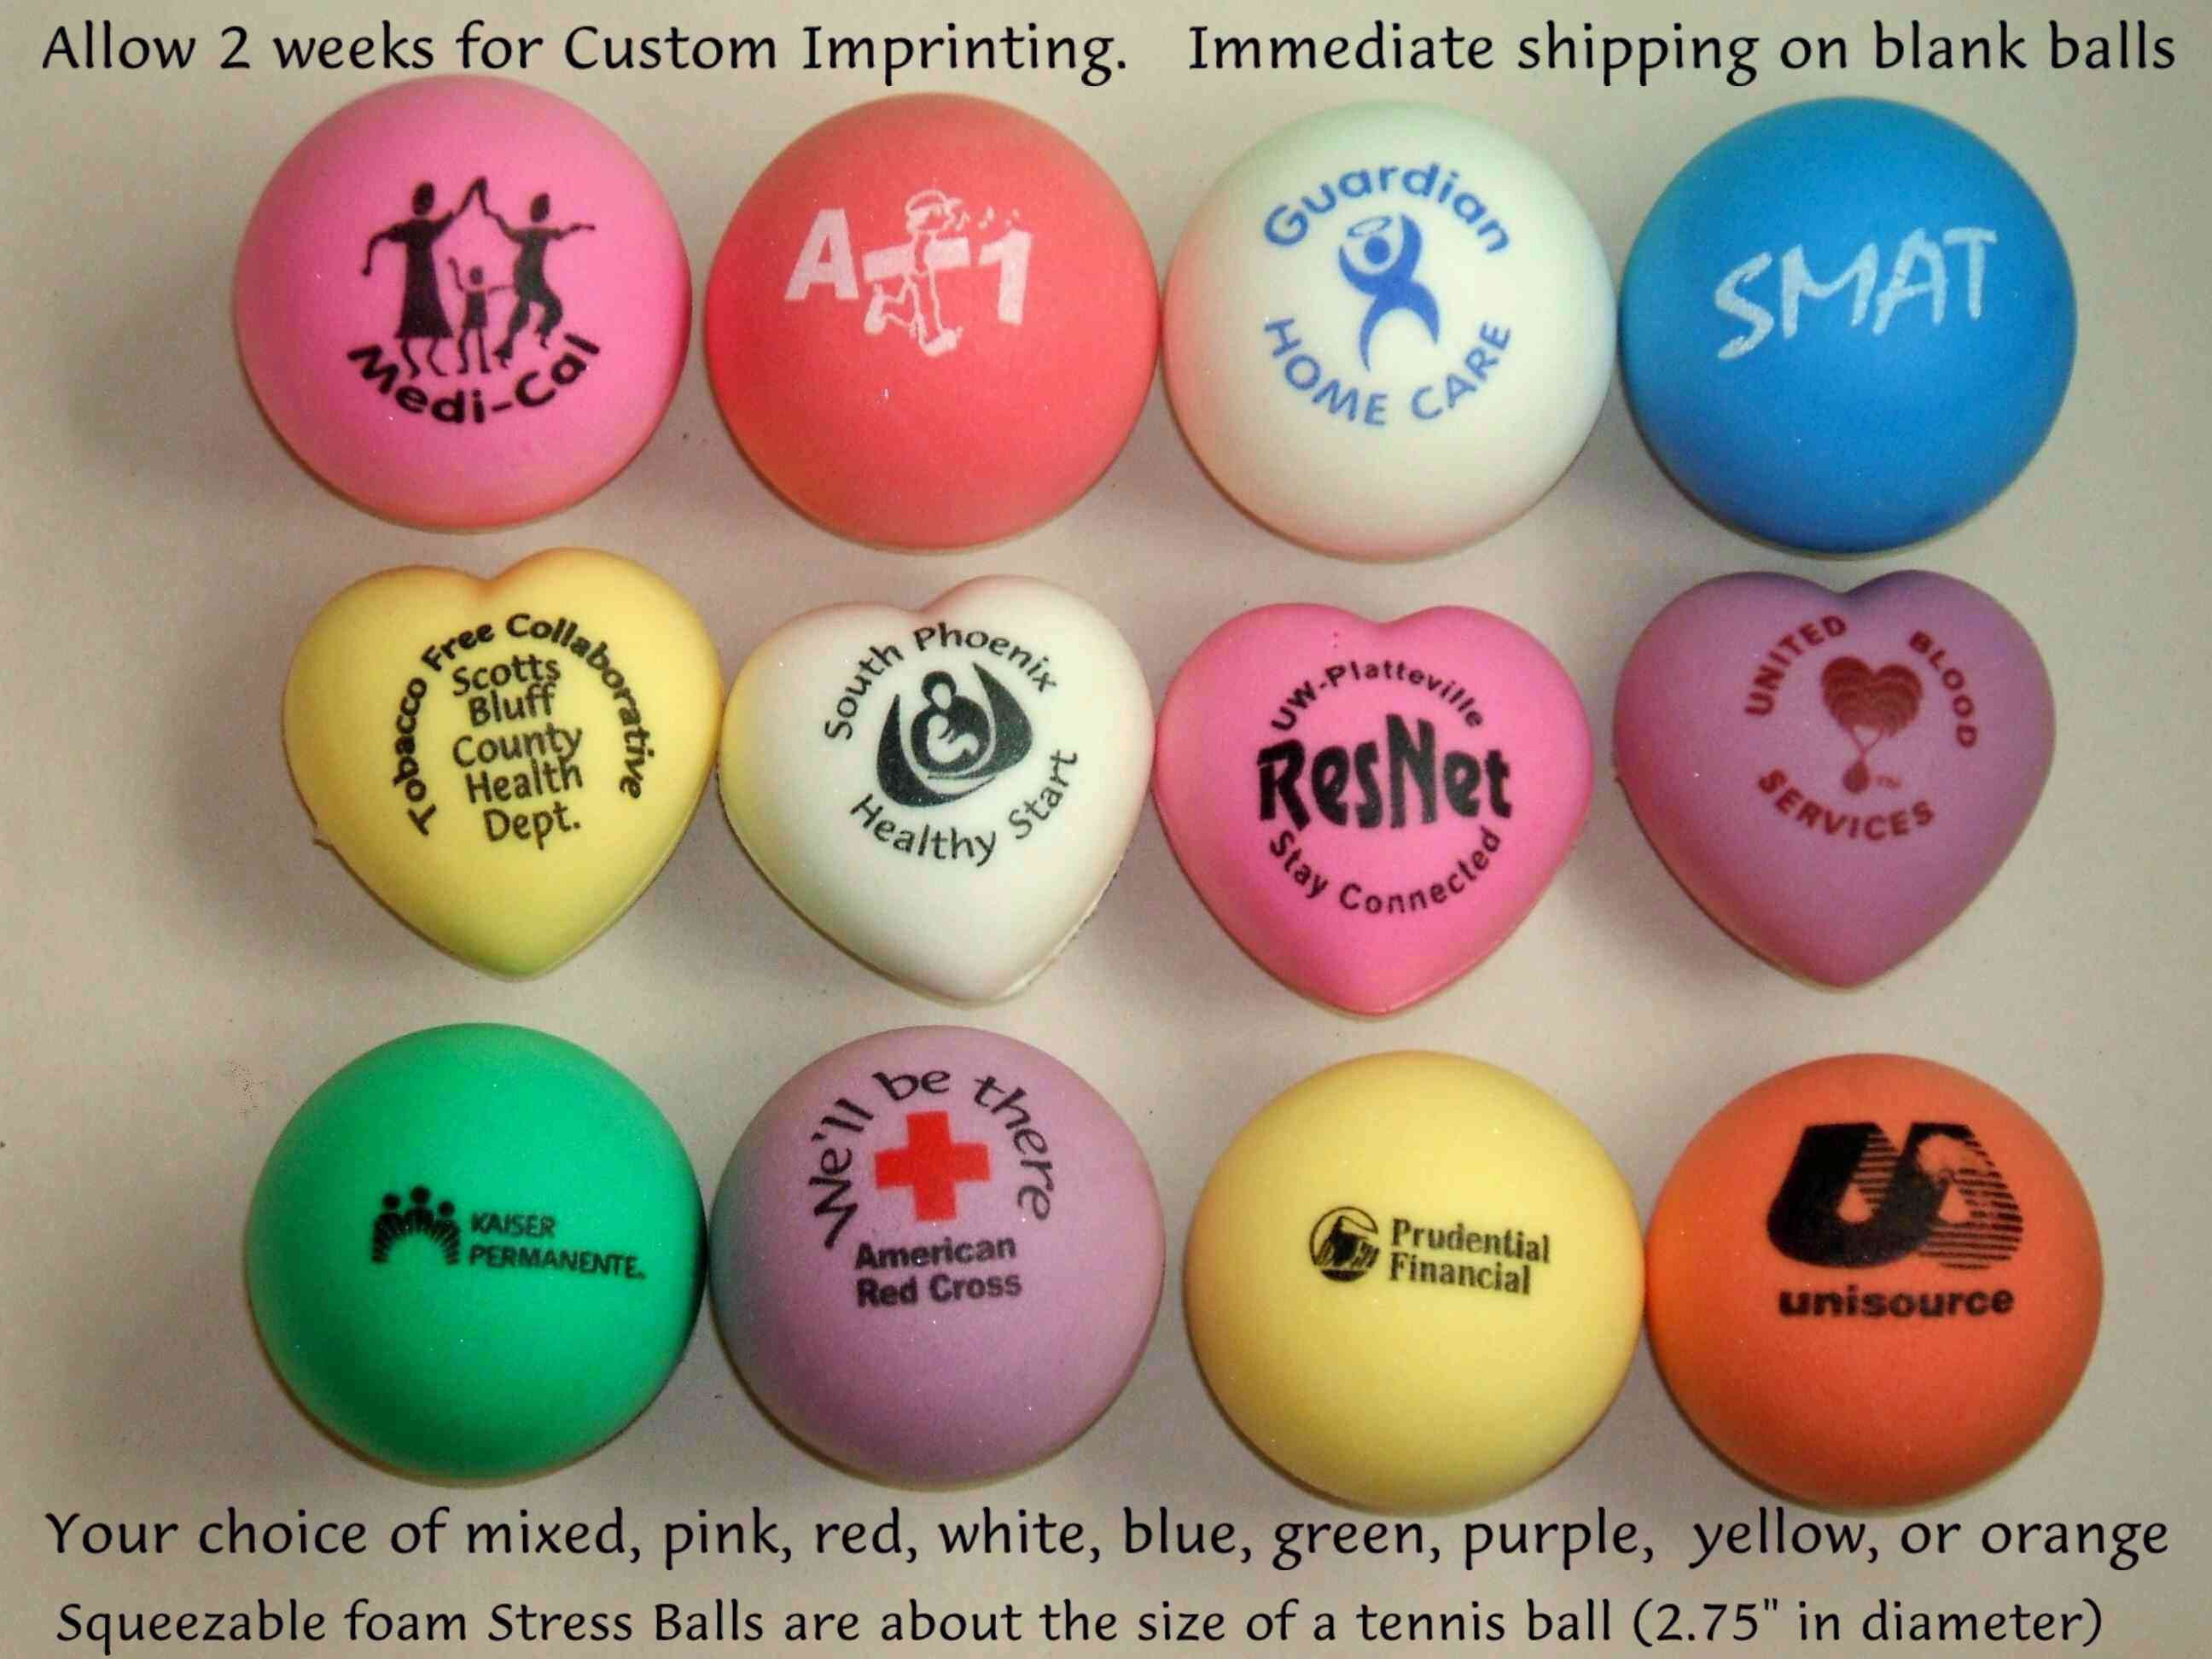 Allow 2 weeks for Custom Imprinting. Immediate shipping on blank balls
Medi-Cal
A+1
Guardian
HOME CARE
SMAT
Tobacco Free Collaborative
Scotts
Bluff
County
Health
Dept.
South Phoenix
Healthy Start
UW-Platteville
ResNet
Stay Connected
UNITED BLOOD
SERVICES
TM
KAISER
PERMANENTE.
We'll be there
American
Red Cross
Prudential
Financial
unisource
Your choice of mixed, pink, red, white, blue, green, purple, yellow, or orange
Squeezable foam Stress Balls are about the size of a tennis ball (2.75" in diameter)